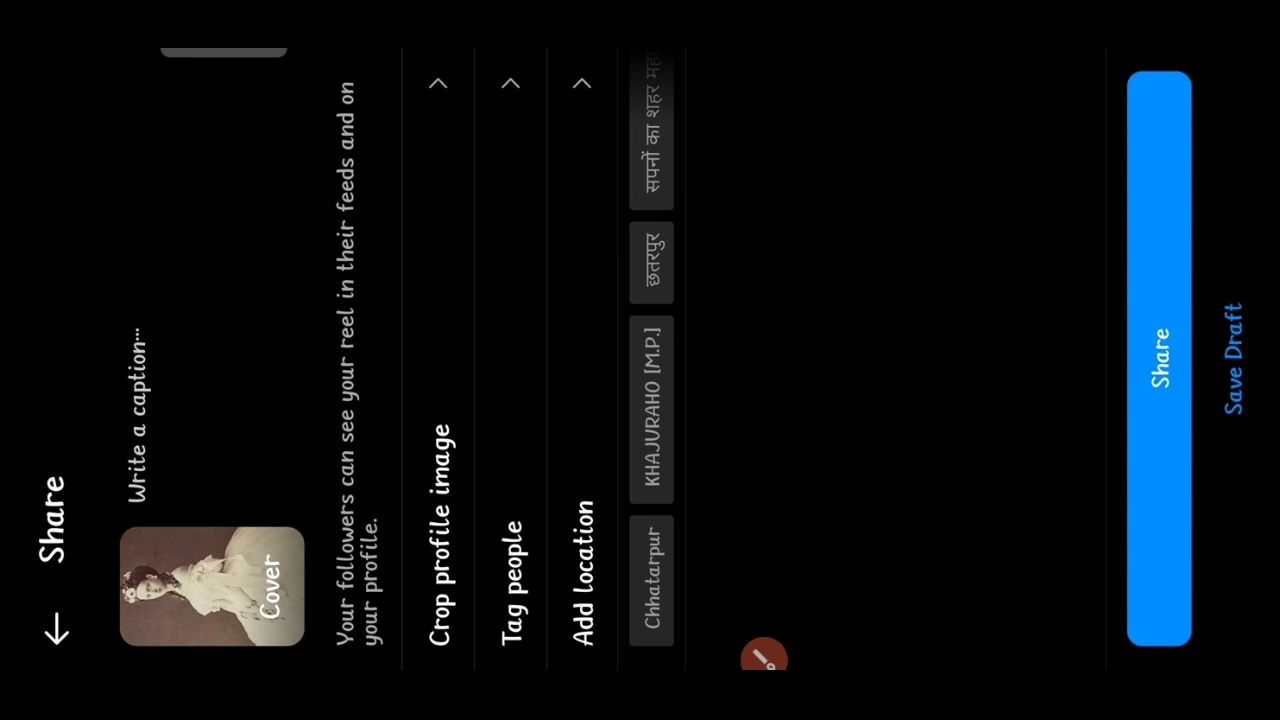 Share
Write a caption...
Cover
Your followers can see your reel in their feeds and on
your profile.
Crop profile image
Tag people
Add location
Chhatarpur
KHAJURAHO [M.P.]
छतरपुर
सपनों का शहर
Share
Save Draft